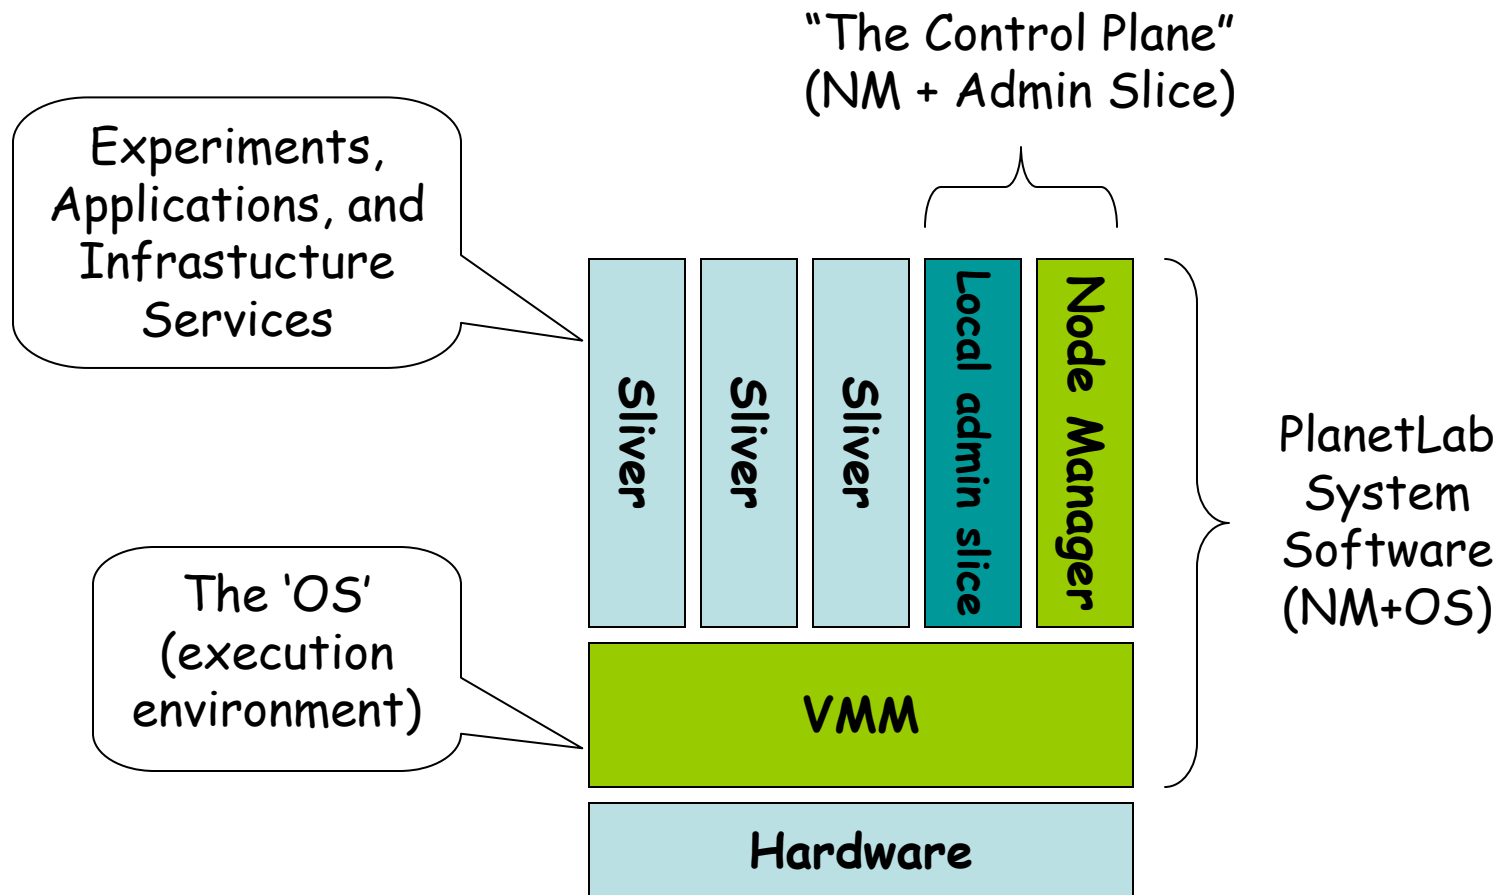 “The Control Plane”
(NM + Admin Slice)
Experiments,
Applications, and
Infrastucture
Services
Sliver
Sliver
Sliver
Local admin slice
Node Manager
PlanetLab
System
Software
(NM+OS)
The ‘OS’
(execution
environment)
VMM
Hardware